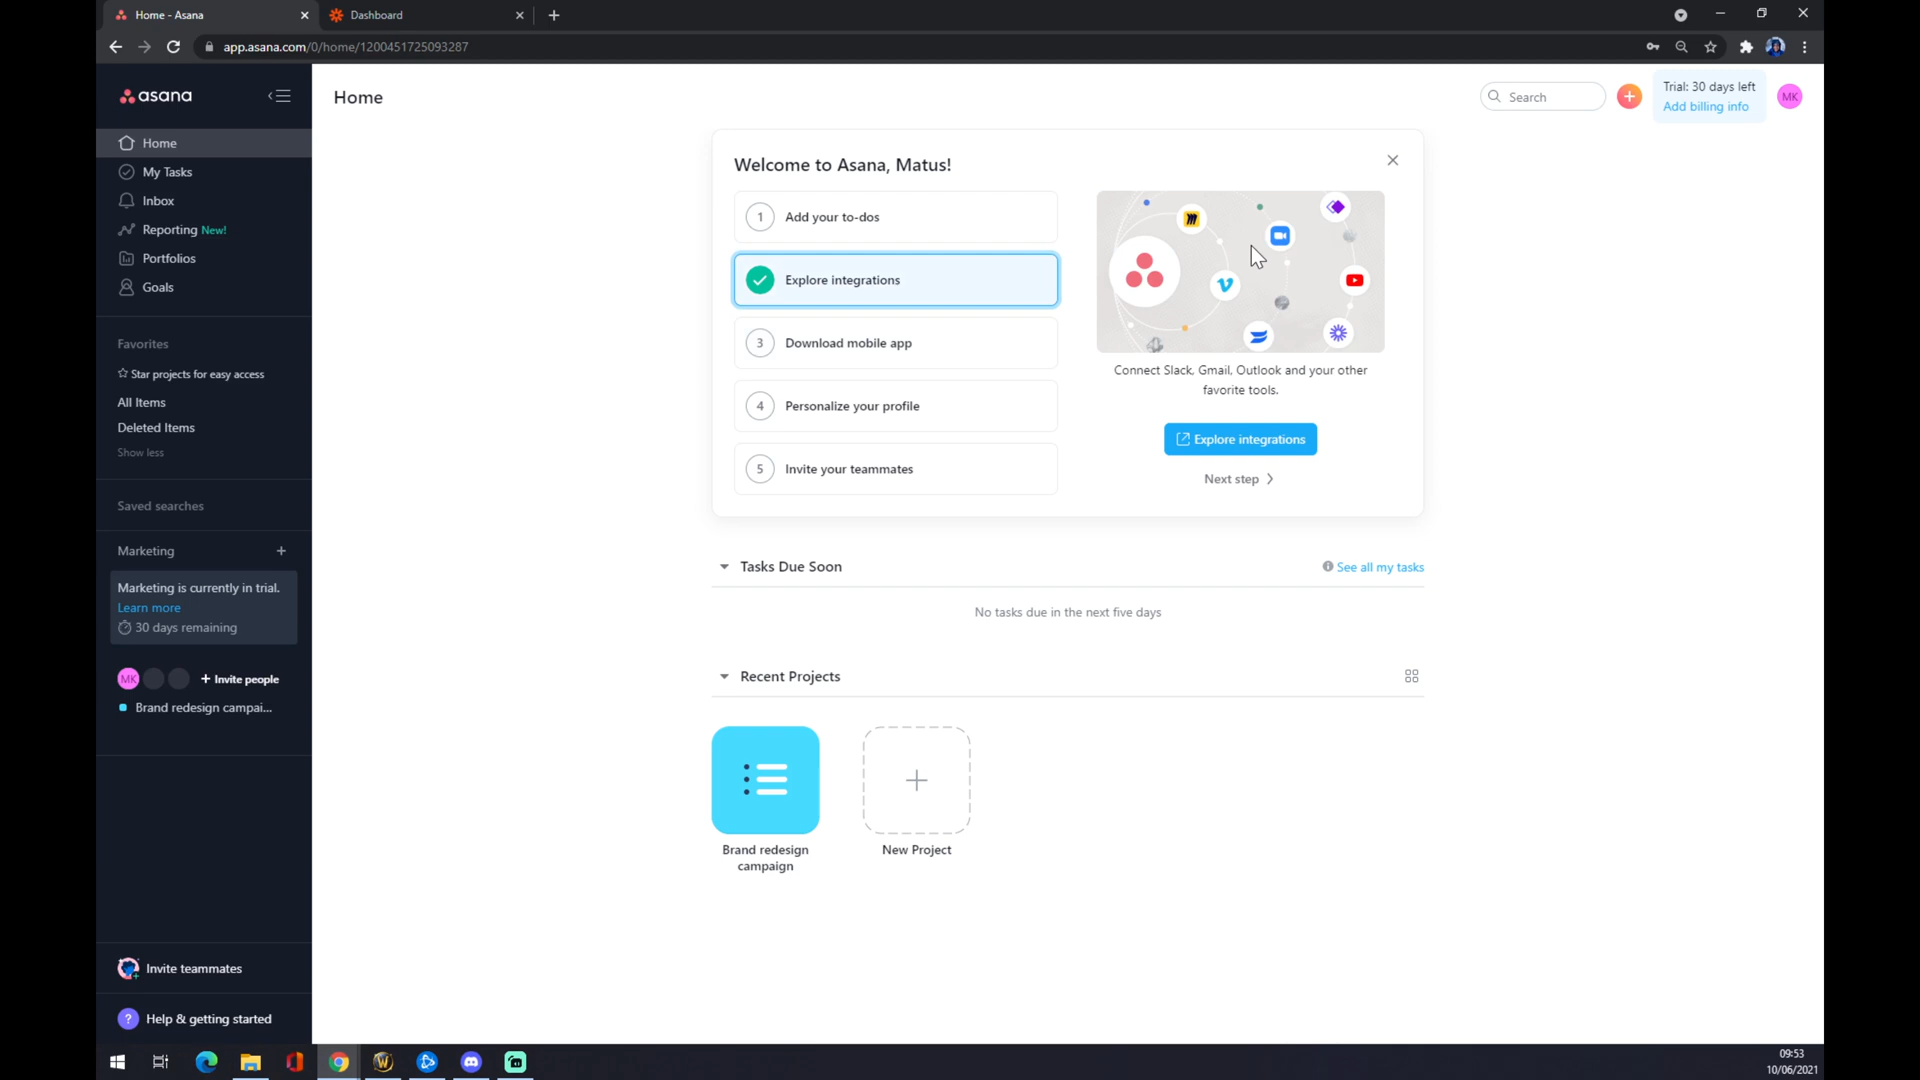 Home - Asana
Dashboard
app.asana.com/0/home/1200451725093287
asana
Home
Search
Trial: 30 days left
Add billing info
MK
Home
My Tasks
Inbox
Reporting New!
Portfolios
Goals
Favorites
Star projects for easy access
All Items
Deleted Items
Show less
Saved searches
Marketing
Marketing is currently in trial.
Learn more
30 days remaining
MK
Invite people
Brand redesign campai...
Invite teammates
? Help & getting started
Welcome to Asana, Matus!
1 Add your to-dos
Explore integrations
3 Download mobile app
4 Personalize your profile
5 Invite your teammates
Connect Slack, Gmail, Outlook and your other
favorite tools.
Explore integrations
Next step
Tasks Due Soon
See all my tasks
No tasks due in the next five days
Recent Projects
Brand redesign
campaign
New Project
09:53
10/06/2021